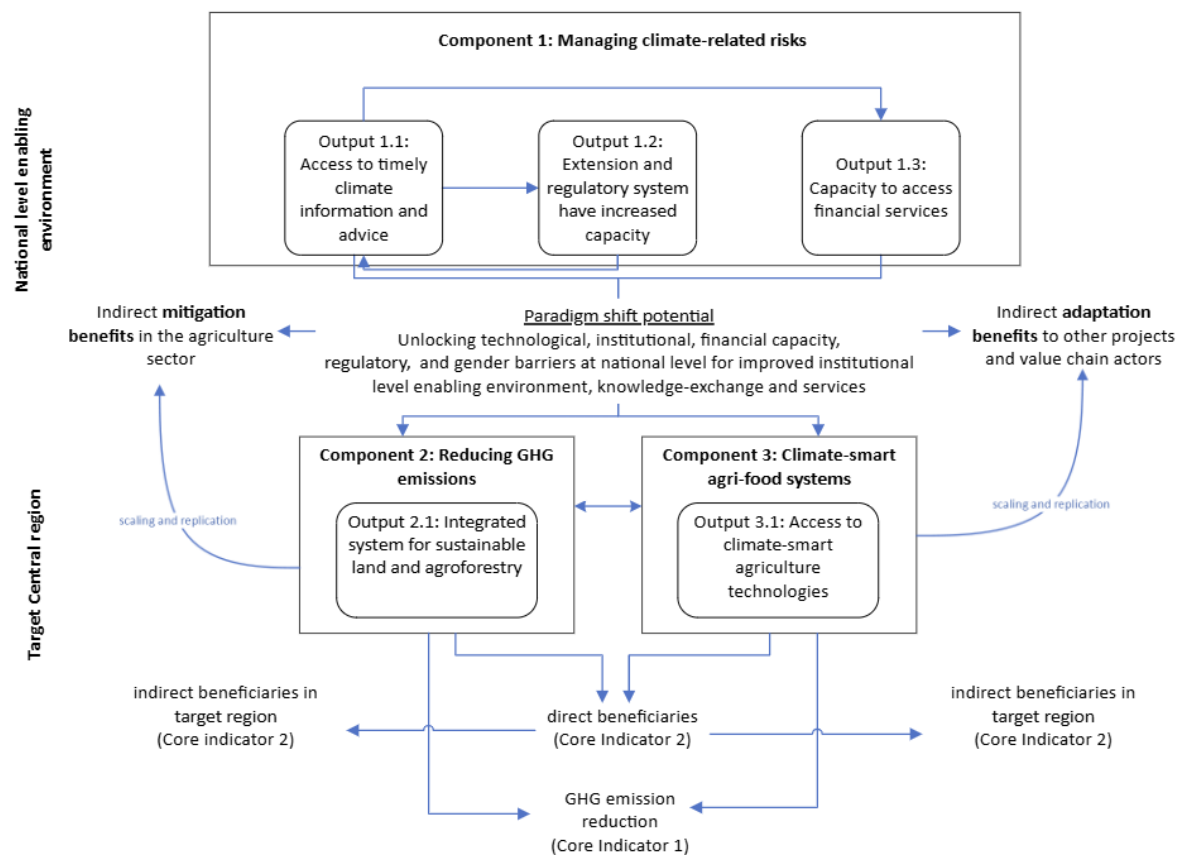 Component 1: Managing climate-related risks
National level enabling
environment
Output 1.1:
Access to timely
climate
information and
advice
Output 1.2:
Extension and
regulatory system
have increased
capacity
Output 1.3:
Capacity to access
financial services
Indirect mitigation
benefits in the agriculture
sector
Paradigm shift potential
Unlocking technological, institutional, financial capacity,
regulatory, and gender barriers at national level for improved institutional
level enabling environment, knowledge-exchange and services
Indirect adaptation
benefits to other projects
and value chain actors
Target Central region
Component 2: Reducing GHG
emissions
Output 2.1: Integrated
system for sustainable
land and agroforestry
Component 3: Climate-smart
agri-food systems
Output 3.1: Access to
climate-smart
agriculture
technologies
scaling and replication
scaling and replication
indirect beneficiaries in
target region
(Core indicator 2)
direct beneficiaries
(Core Indicator 2)
indirect beneficiaries in
target region
(Core Indicator 2)
GHG emission
reduction
(Core Indicator 1)